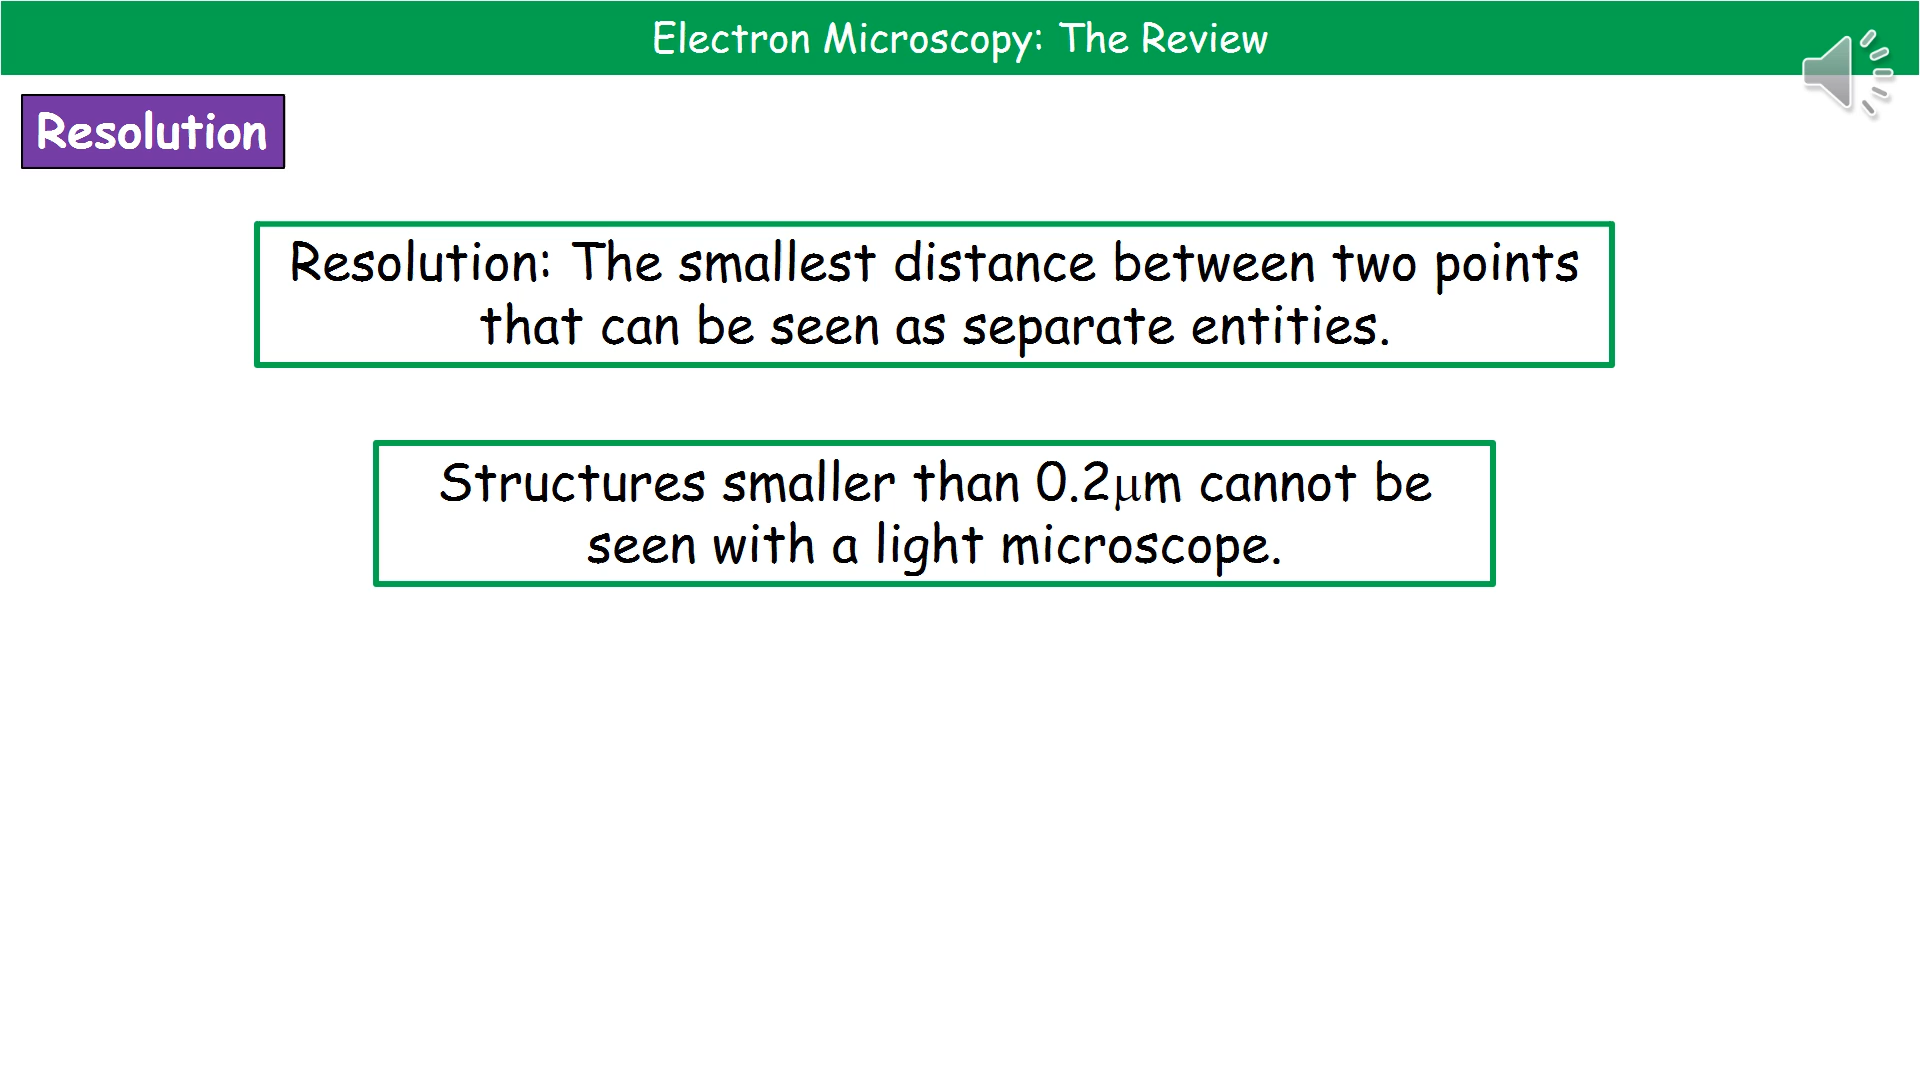 Electron Microscopy: The Review
Resolution
Resolution: The smallest distance between two points
that can be seen as separate entities.
Structures smaller than 0.2μm cannot be
seen with a light microscope.